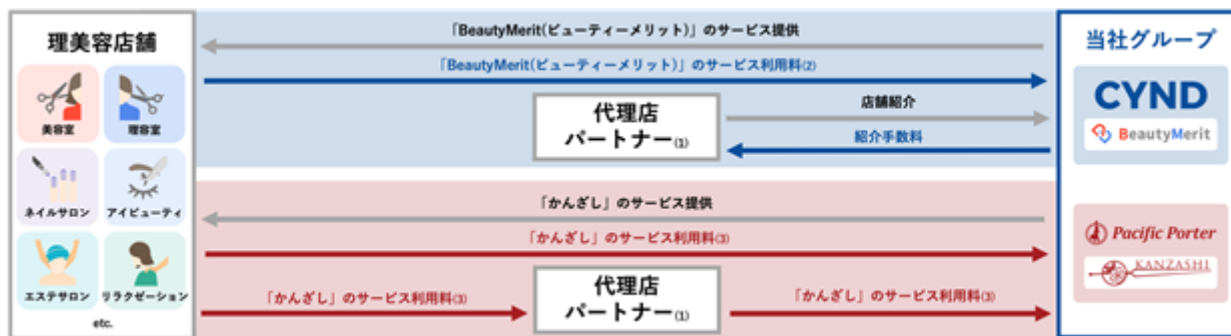 理美容店舗
美容室
理容室
ネイルサロン
アイビューティ
エステサロン
リラクゼーション
etc.
「BeautyMerit(ビューティーメリット)」のサービス提供
「BeautyMerit(ビューティーメリット)」のサービス利用料(2)
代理店
パートナー(1)
店舗紹介
紹介手数料
「かんざし」のサービス提供
「かんざし」のサービス利用料(3)
「かんざし」のサービス利用料(3)
代理店
パートナー(1)
「かんざし」のサービス利用料(3)
当社グループ
CYND
BeautyMerit
Pacific Porter
KANZASHI